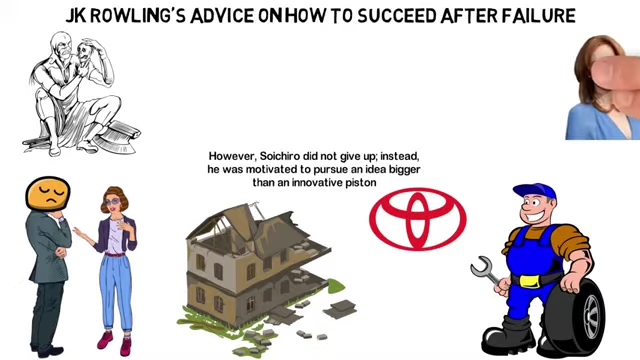 JK ROWLING'S ADVICE ON HOW TO SUCCEED AFTER FAILURE
However, Soichiro did not give up; instead,
he was motivated to pursue an idea bigger
than an innovative piston